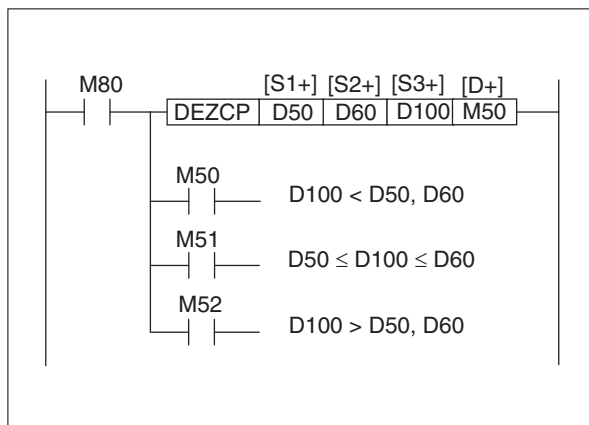 [S1+] [S2+] [S3+] [D+]
M80
DEZCP D50 D60 D100 M50
M50
D100 < D50, D60
M51
D50 ≤ D100 ≤ D60
M52
D100 > D50, D60